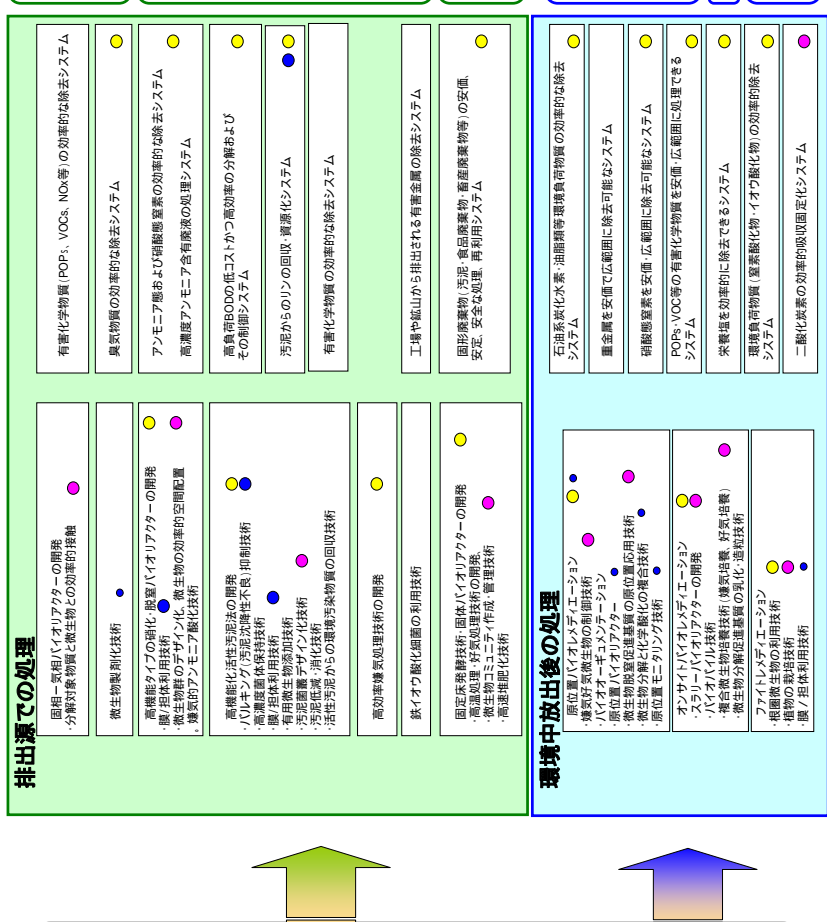 排出源での処理
固相ー気相バイオリアクターの開発
・分解対象物質と微生物との効率的接触
微生物製剤化技術
高機能タイプの硝化・脱窒バイオリアクターの開発
・膜/担体利用技術
・微生物群のデザイン化、微生物の効率的空間配置
。嫌気的アンモニア酸化技術
高機能化活性汚泥法の開発
・バルキング(汚泥沈降性不良)抑制技術
・高濃度菌体保持技術
・膜/担体利用技術
・有用微生物添加技術
・汚泥菌叢デザイン化技術
・汚泥低減・消化技術
・活性汚泥からの環境汚染物質の回収技術
高効率嫌気処理技術の開発
鉄イオウ酸化細菌の利用技術
固定床発酵技術・固体バイオリアクターの開発
・高温処理・好気処理技術の開発、
・微生物コミュニティ作成・管理技術
・高速堆肥化技術
有害化学物質(POPs、VOCs、NOx等)の効率的な除去システム
臭気物質の効率的な除去システム
アンモニア態および硝酸態窒素の効率的な除去システム
高濃度アンモニア含有廃液の処理システム
高負荷BODの低コストかつ高効率の分解および
その制御システム
汚泥からのリンの回収・資源化システム
有害化学物質の効率的な除去システム
工場や鉱山から排出される有害金属の除去システム
固形廃棄物(汚泥・食品廃棄物・畜産廃棄物等)の安価、
安定、安全な処理、再利用システム
環境中放出後の処理
原位置バイオレメディエーション
・嫌気好気微生物の制御技術
・バイオオーギュメンテーション
・原位置バイオリアクター
・微生物脱窒促進基質の原位置応用技術
・微生物分解と化学酸化の複合技術
・原位置モニタリング技術
オンサイトバイオレメディエーション
・スラリーバイオリアクターの開発
・バイオパイル技術
・複合微生物培養技術(嫌気培養、好気培養)
・微生物分解促進基質の乳化・造粒技術
ファイトレメディエーション
・根圏微生物の利用技術
・植物の栽培技術
・膜/担体利用技術
石油系炭化水素・油脂類等環境負荷物質の効率的な除去
システム
重金属を安価で広範囲に除去可能なシステム
硝酸態窒素を安価・広範囲に除去可能なシステム
POPs・VOC等の有害化学物質を安価・広範囲に処理できる
システム
栄養塩を効率的に除去できるシステム
環境負荷物質(窒素酸化物・イオウ酸化物)の効率的除去
システム
二酸化炭素の効率的吸収固定化システム